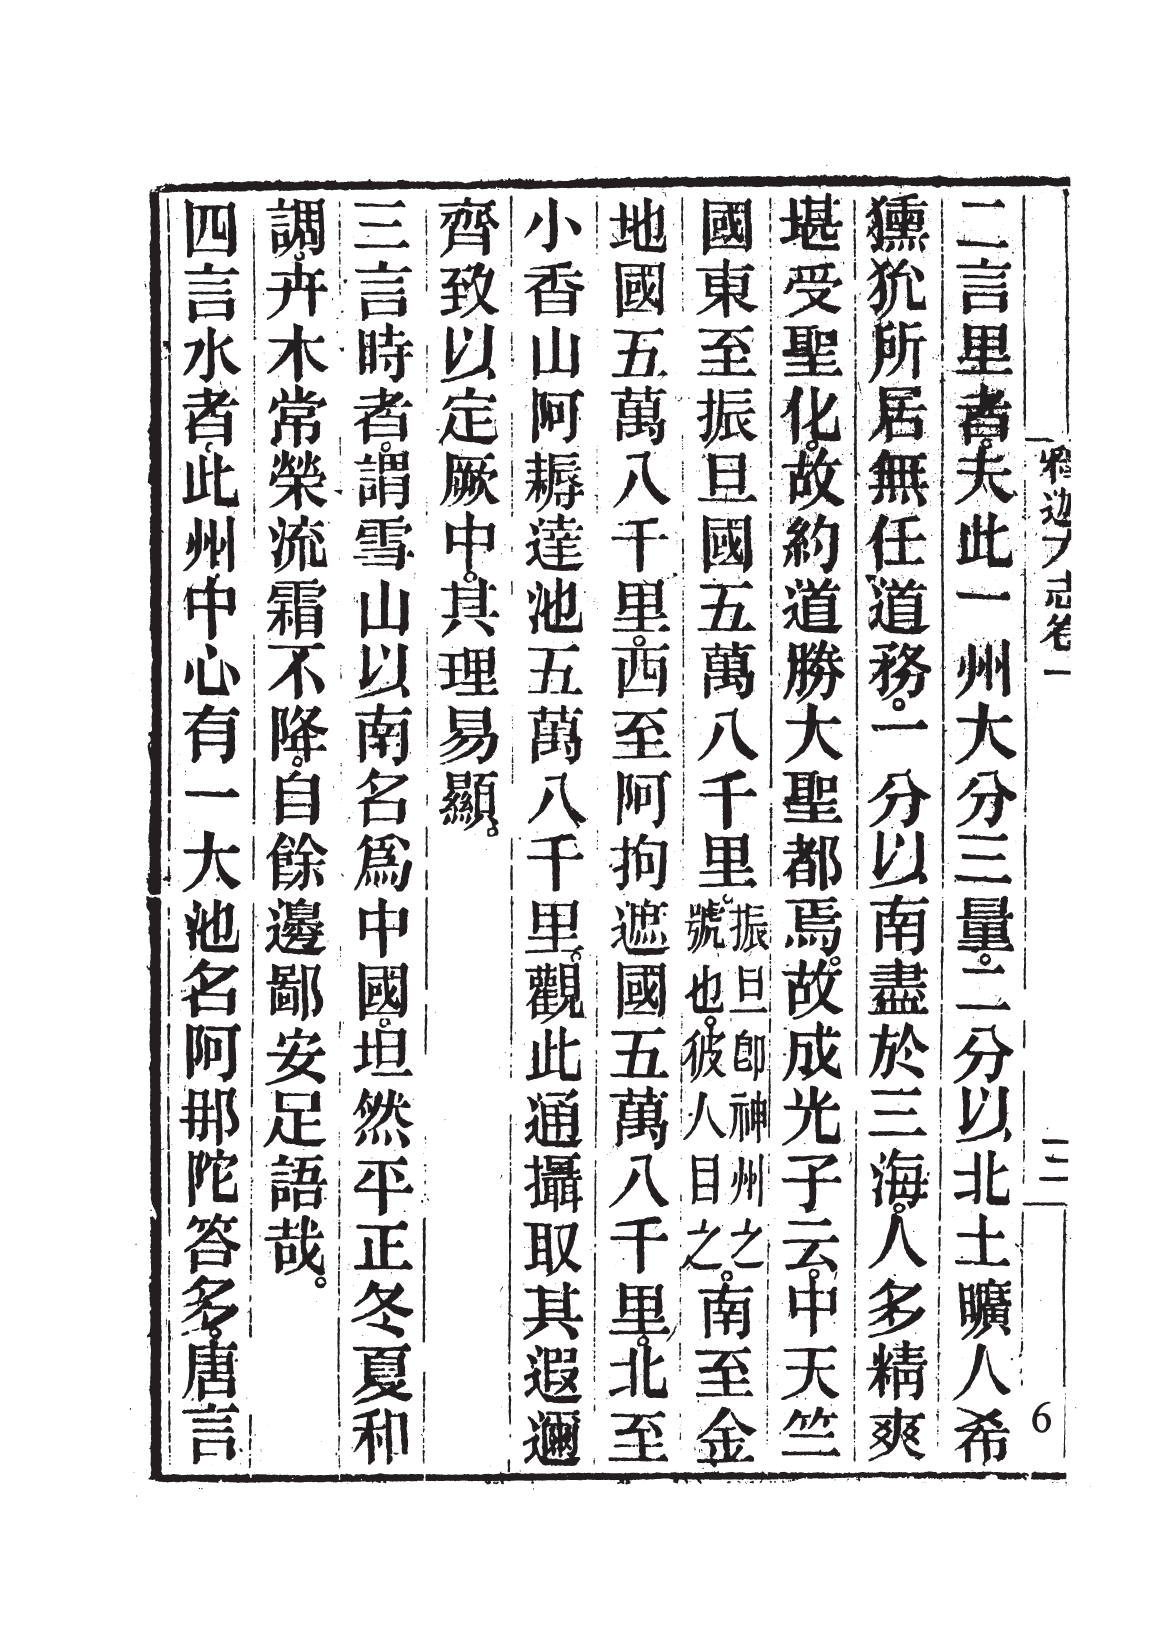 釋迦方志卷一
二
6
二言里者。夫此一州大分三量。二分以北土曠人希
獯狁所居無任道務。一分以南盡於三海。人多精爽
堪受聖化。故約道勝大聖都焉。故成光子云。中天竺
國東至振旦國五萬八千里。振旦卽神州之號也。彼人目之。南至金
地國五萬八千里。西至阿拘遮國五萬八千里。北至
小香山阿耨達池五萬八千里。觀此通攝取其遐邇
齊致以定厥中。其理易顯。
三言時者。謂雪山以南名爲中國。坦然平正冬夏和
調。卉木常榮流霜不降。自餘邊鄙安足語哉。
四言水者。此州中心有一大池名阿那陀答多。唐言